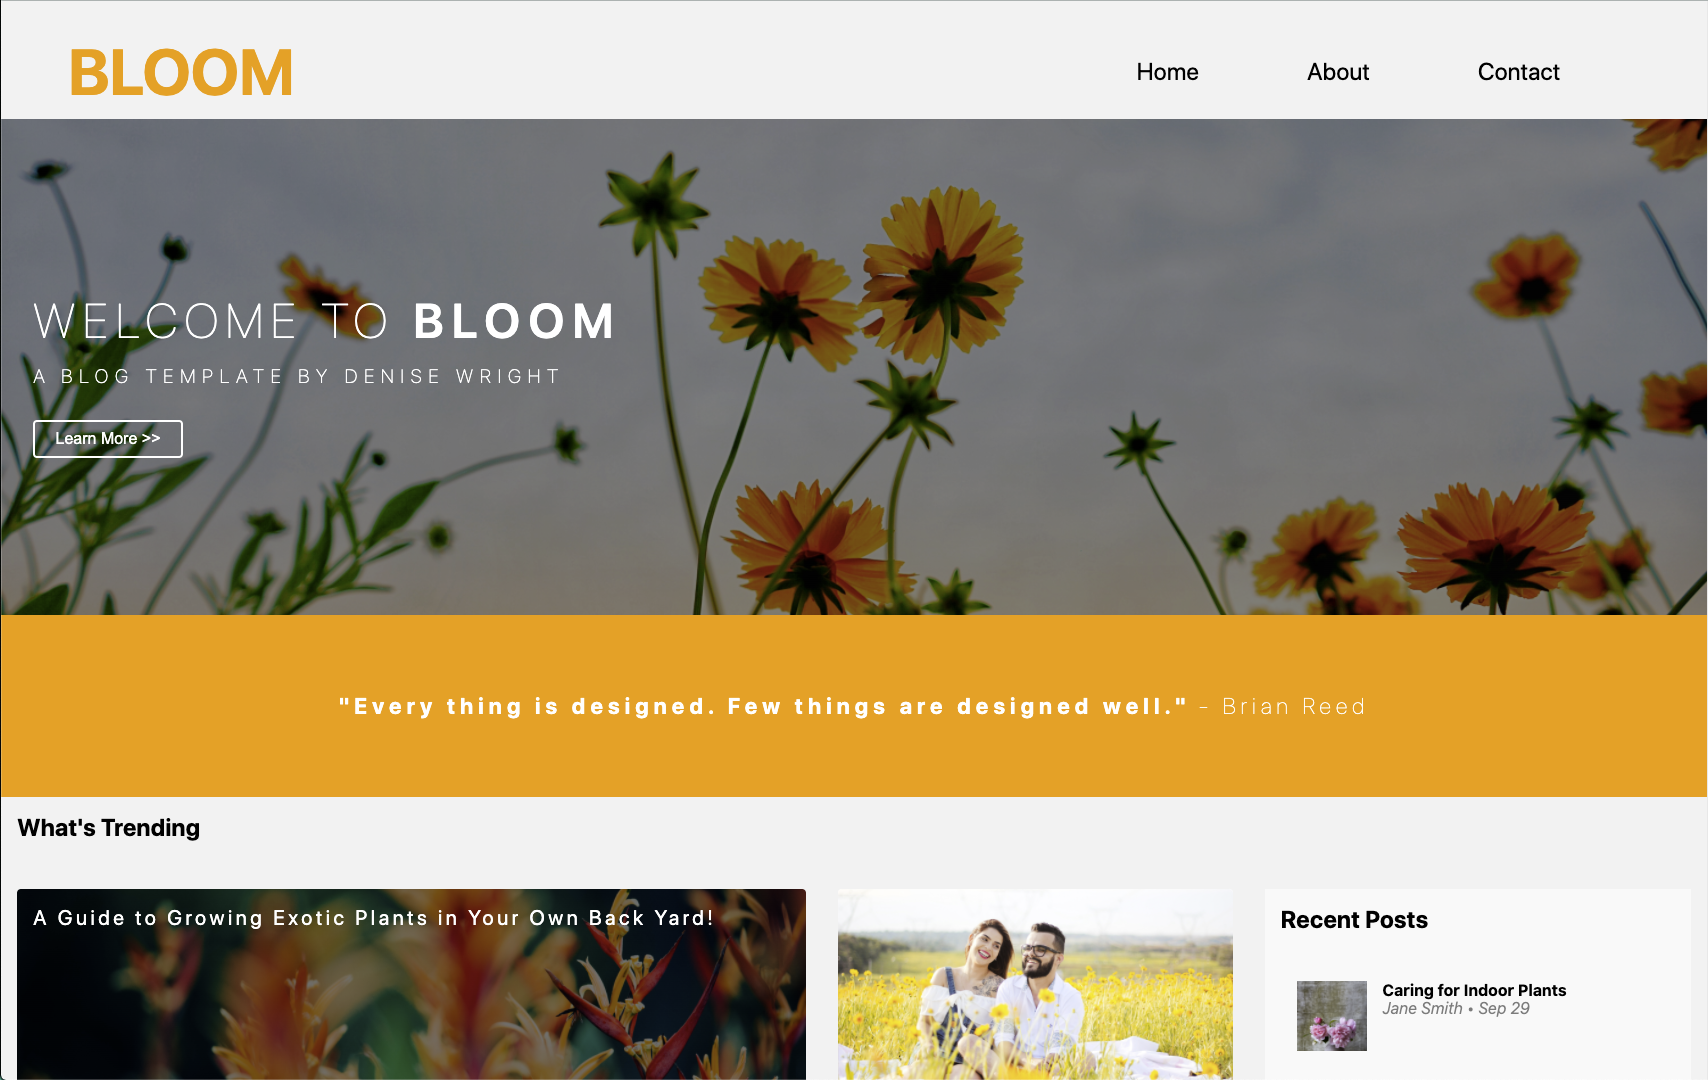 BLOOM
Home
About
Contact
WELCOME TO BLOOM
A BLOG TEMPLATE BY DENISE WRIGHT
Learn More >>
"Every thing is designed. Few things are designed well." - Brian Reed
What's Trending
A Guide to Growing Exotic Plants in Your Own Back Yard!
Recent Posts
Caring for Indoor Plants
Jane Smith • Sep 29